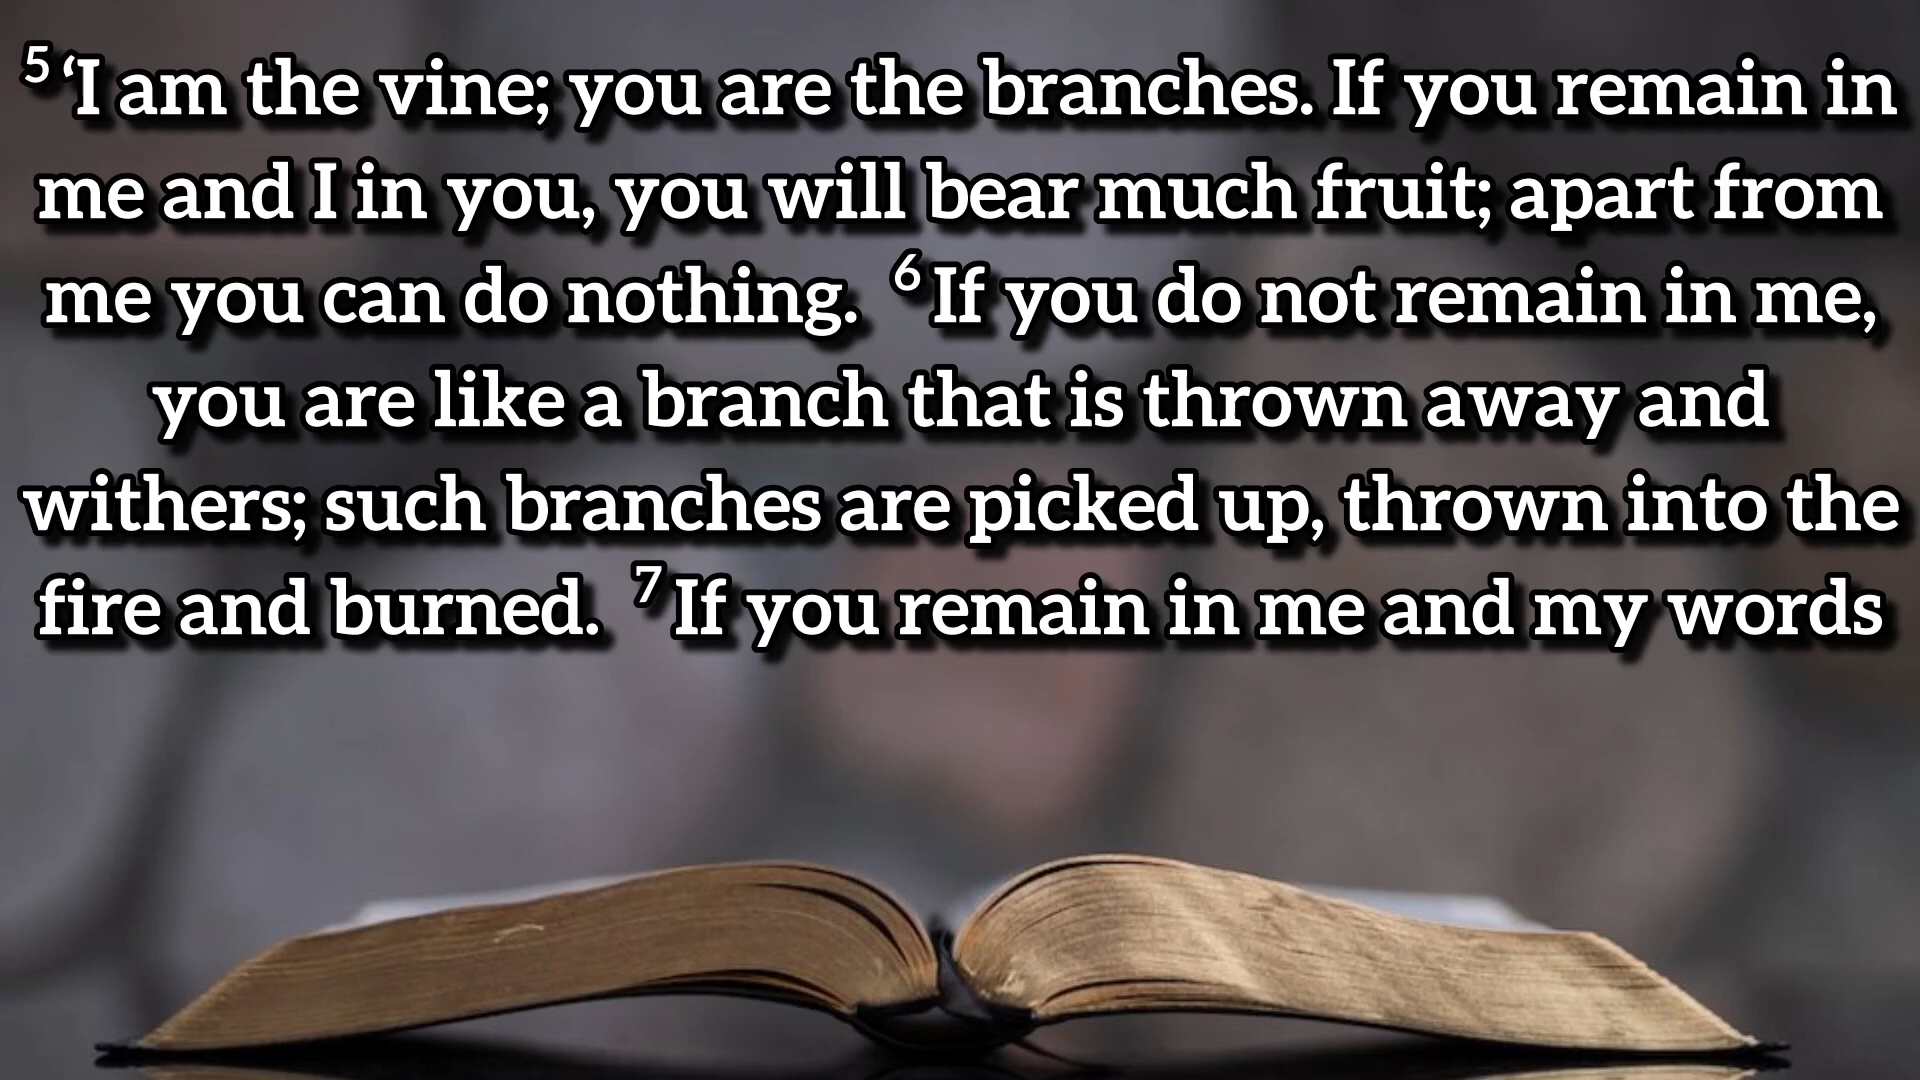 5 ‘I am the vine; you are the branches. If you remain in
me and I in you, you will bear much fruit; apart from
me you can do nothing. 6 If you do not remain in me,
you are like a branch that is thrown away and
withers; such branches are picked up, thrown into the
fire and burned. 7 If you remain in me and my words